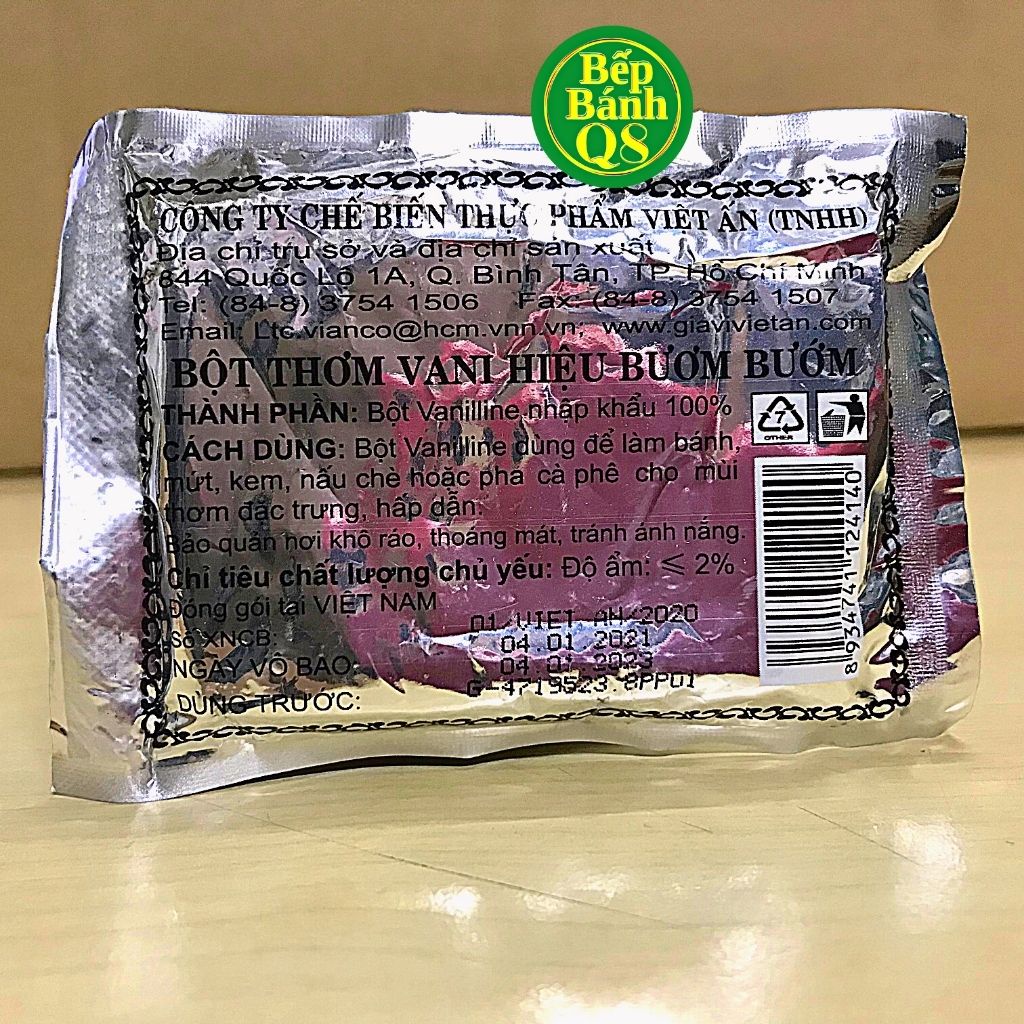 Bếp
Bánh
Q8
CÔNG TY CHẾ BIẾN THỰC PHẨM VIỆT ẤN (TNHH)
Địa chỉ trụ sở và địa chỉ sản xuất
844 Quốc Lộ 1A, Q. Bình Tân, TP. Hồ Chí Minh
Tel: (84-8) 3754 1506 Fax: (84-8) 3754 1507
Email: Ltc.vianco@hcm.vnn.vn; www.giavivietan.com
BỘT THƠM VANI HIỆU BƯƠM BƯỚM
THÀNH PHẦN: Bột Vanilline nhập khẩu 100%
CÁCH DÙNG: Bột Vanilline dùng để làm bánh,
mứt, kem, nấu chè hoặc pha cà phê cho mùi
thơm đặc trưng, hấp dẫn.
Bảo quản nơi khô ráo, thoáng mát, tránh ánh nắng.
Chỉ tiêu chất lượng chủ yếu: Độ ẩm: ≤ 2%
Đóng gói tại VIỆT NAM
Số XNCB: 01 VIET AN 2020
NGÀY VÔ BAO: 04.01.2021
DÙNG TRƯỚC: 04.01.2023
7
OTHER
8 934741 124140